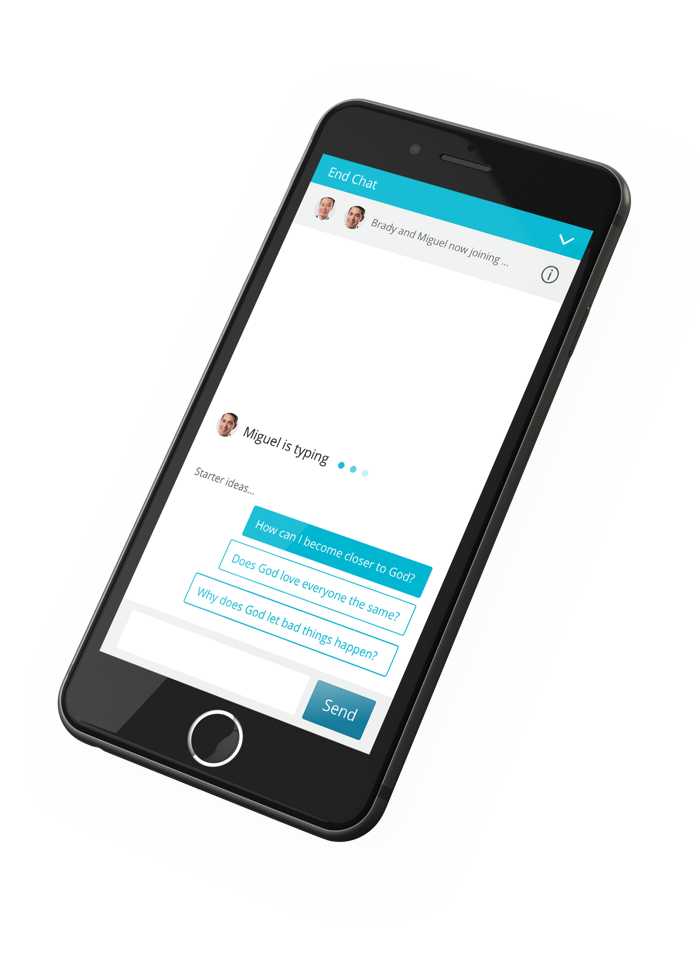 End Chat
Brady and Miguel now joining ...
Miguel is typing
Starter ideas...
How can I become closer to God?
Does God love everyone the same?
Why does God let bad things happen?
Send